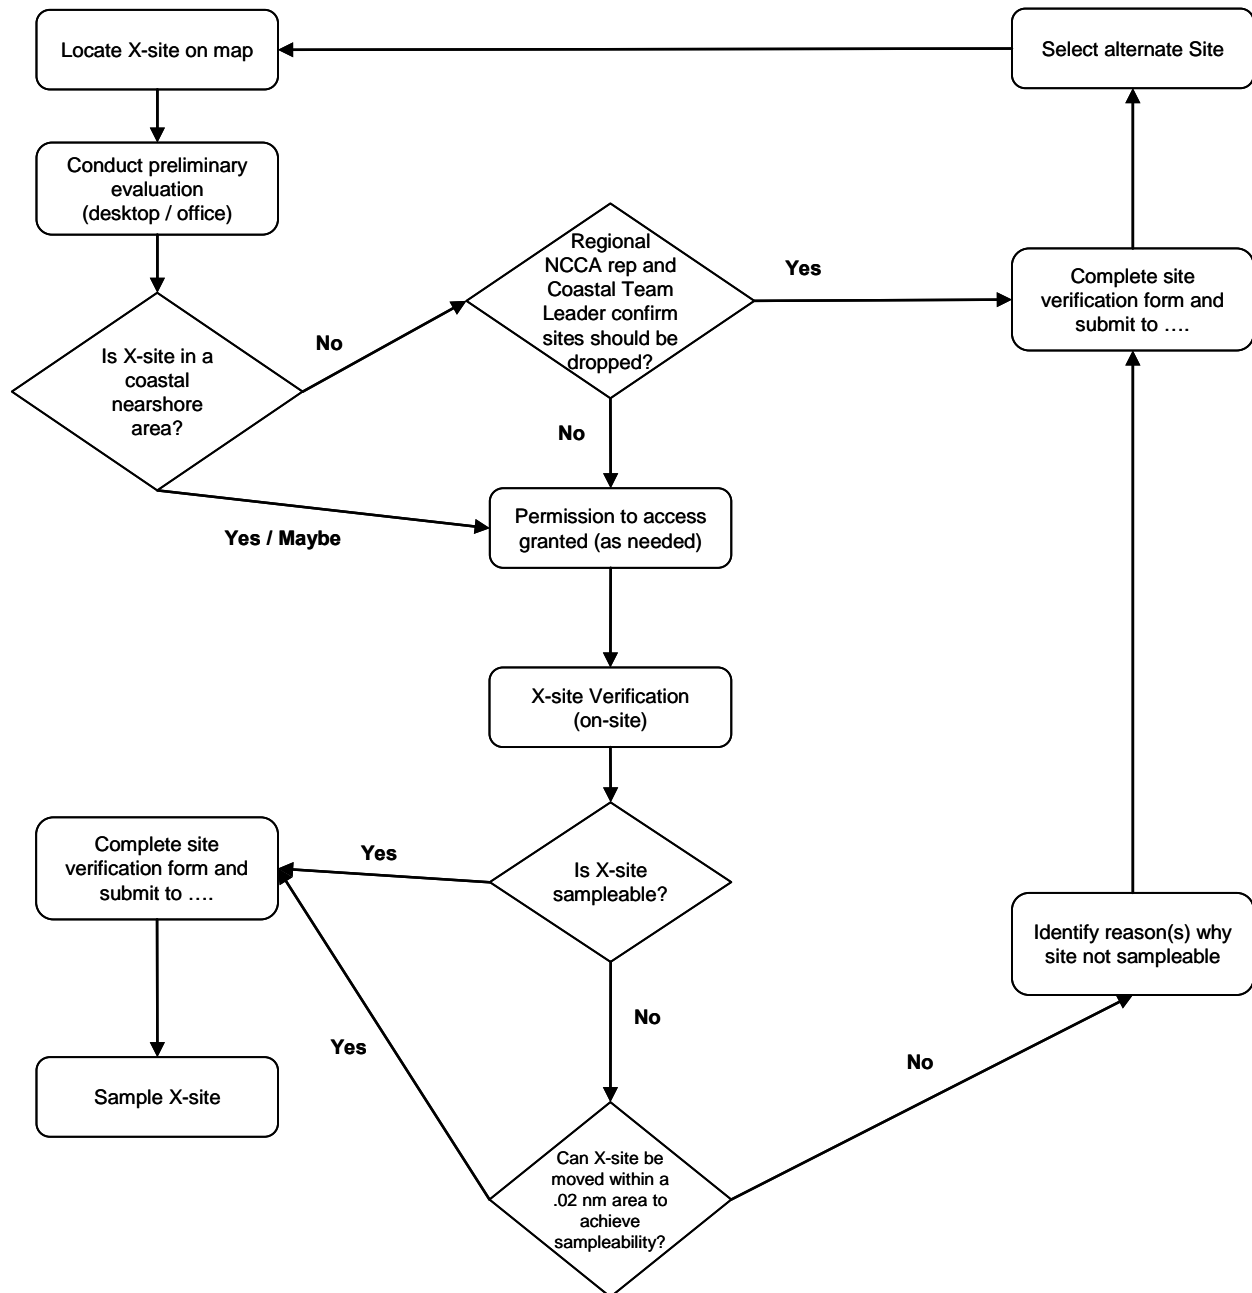 Locate X-site on map
Select alternate Site
Conduct preliminary
evaluation
(desktop / office)
Regional
NCCA rep and
Coastal Team
Leader confirm
sites should be
dropped?
Yes
Complete site
verification form and
submit to ....
Is X-site in a
coastal
nearshore
area?
No
No
Yes / Maybe
Permission to access
granted (as needed)
X-site Verification
(on-site)
Complete site
verification form and
submit to ....
Yes
Is X-site
sampleable?
Identify reason(s) why
site not sampleable
No
Yes
No
Sample X-site
Can X-site be
moved within a
.02 nm area to
achieve
sampleability?